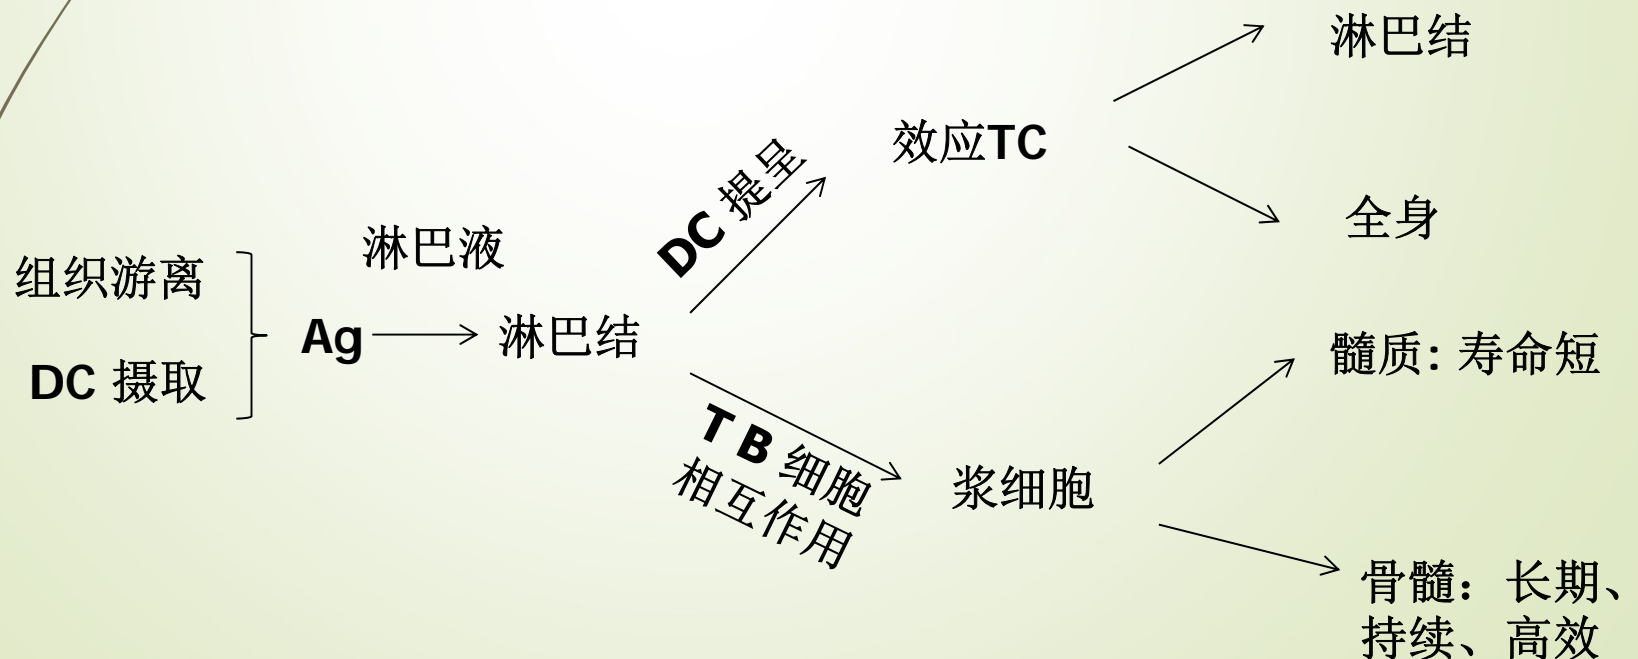 淋巴结
效应TC
DC 提呈
全身
淋巴液
组织游离
Ag
淋巴结
DC 摄取
髓质：寿命短
T B 细胞
相互作用
浆细胞
骨髓：长期、
持续、高效